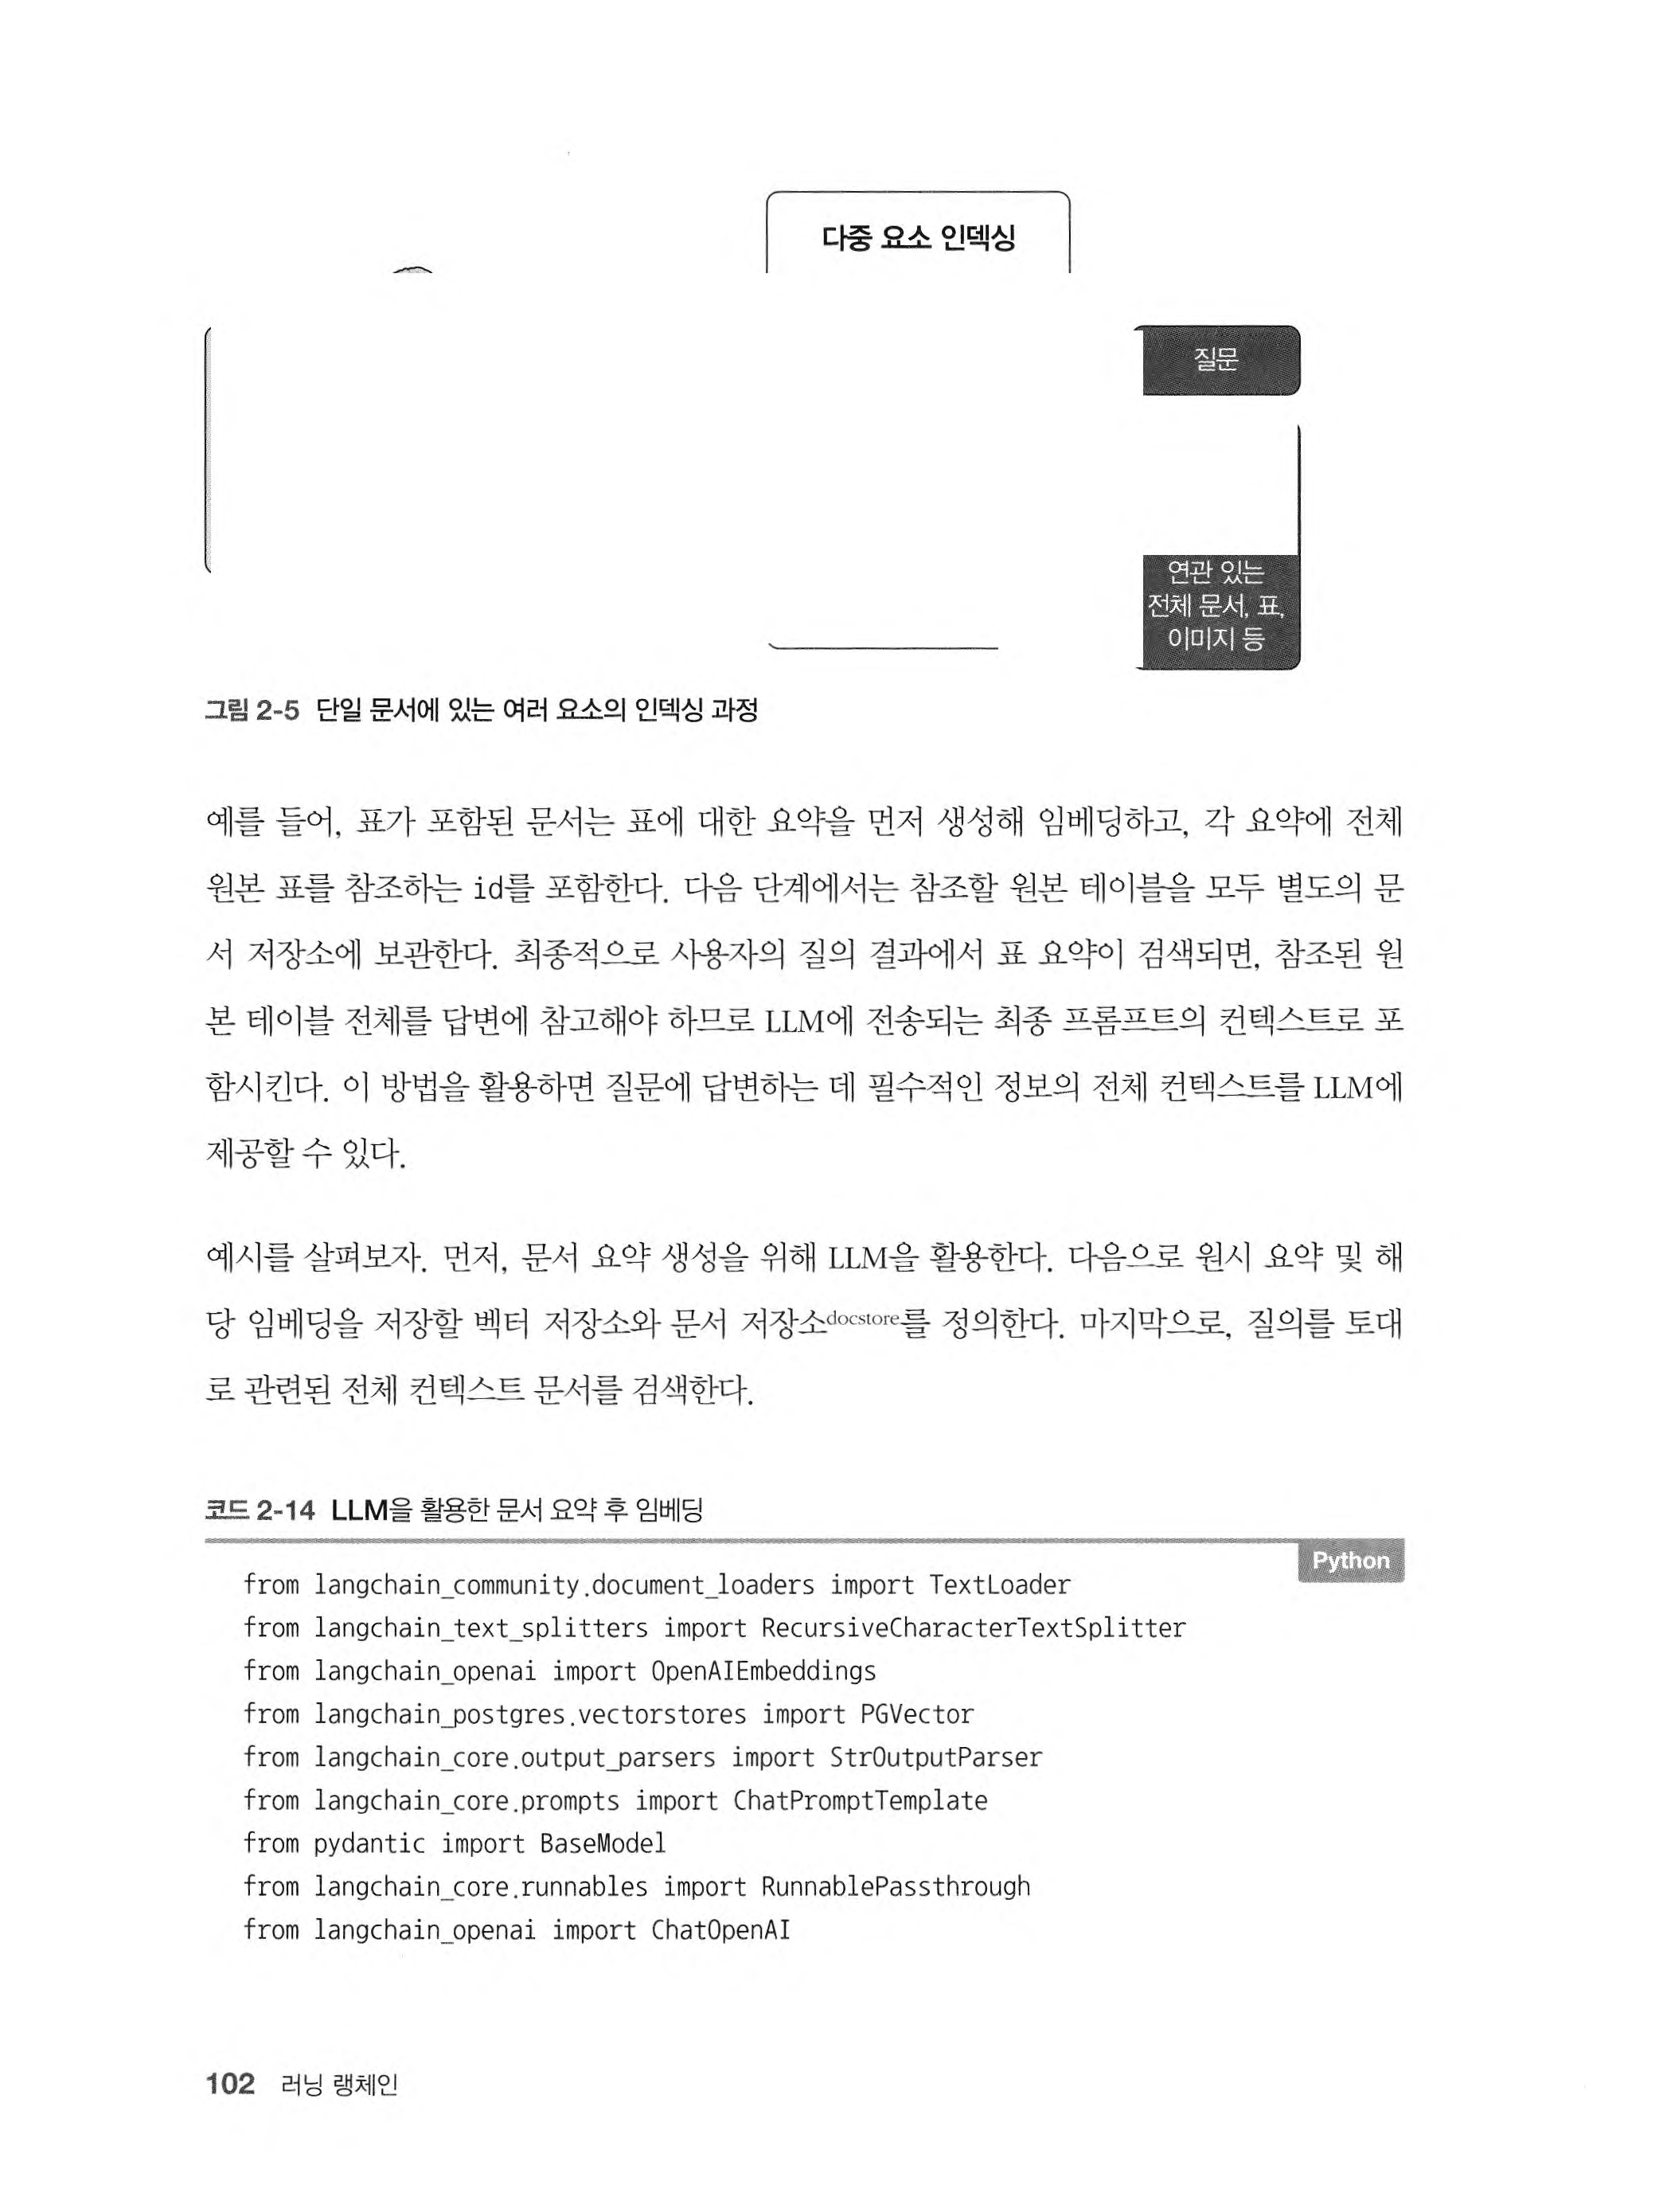 다중 요소 인덱싱
질문
연관 있는
전체 문서, 표,
이미지 등
그림 2-5 단일 문서에 있는 여러 요소의 인덱싱 과정
예를 들어, 표가 포함된 문서는 표에 대한 요약을 먼저 생성해 임베딩하고, 각 요약에 전체
원본 표를 참조하는 id를 포함한다. 다음 단계에서는 참조할 원본 테이블을 모두 별도의 문
서 저장소에 보관한다. 최종적으로 사용자의 질의 결과에서 표 요약이 검색되면, 참조된 원
본 테이블 전체를 답변에 참고해야 하므로 LLM에 전송되는 최종 프롬프트의 컨텍스트로 포
함시킨다. 이 방법을 활용하면 질문에 답변하는 데 필수적인 정보의 전체 컨텍스트를 LLM에
제공할 수 있다.
예시를 살펴보자. 먼저, 문서 요약 생성을 위해 LLM을 활용한다. 다음으로 원시 요약 및 해
당 임베딩을 저장할 벡터 저장소와 문서 저장소docstore를 정의한다. 마지막으로, 질의를 토대
로 관련된 전체 컨텍스트 문서를 검색한다.
코드 2-14 LLM을 활용한 문서 요약 후 임베딩
Python
from langchain_community.document_loaders import TextLoader
from langchain_text_splitters import RecursiveCharacterTextSplitter
from langchain_openai import OpenAIEmbeddings
from langchain_postgres.vectorstores import PGVector
from langchain_core.output_parsers import StrOutputParser
from langchain_core.prompts import ChatPromptTemplate
from pydantic import BaseModel
from langchain_core.runnables import RunnablePassthrough
from langchain_openai import ChatOpenAI
102 러닝 랭체인